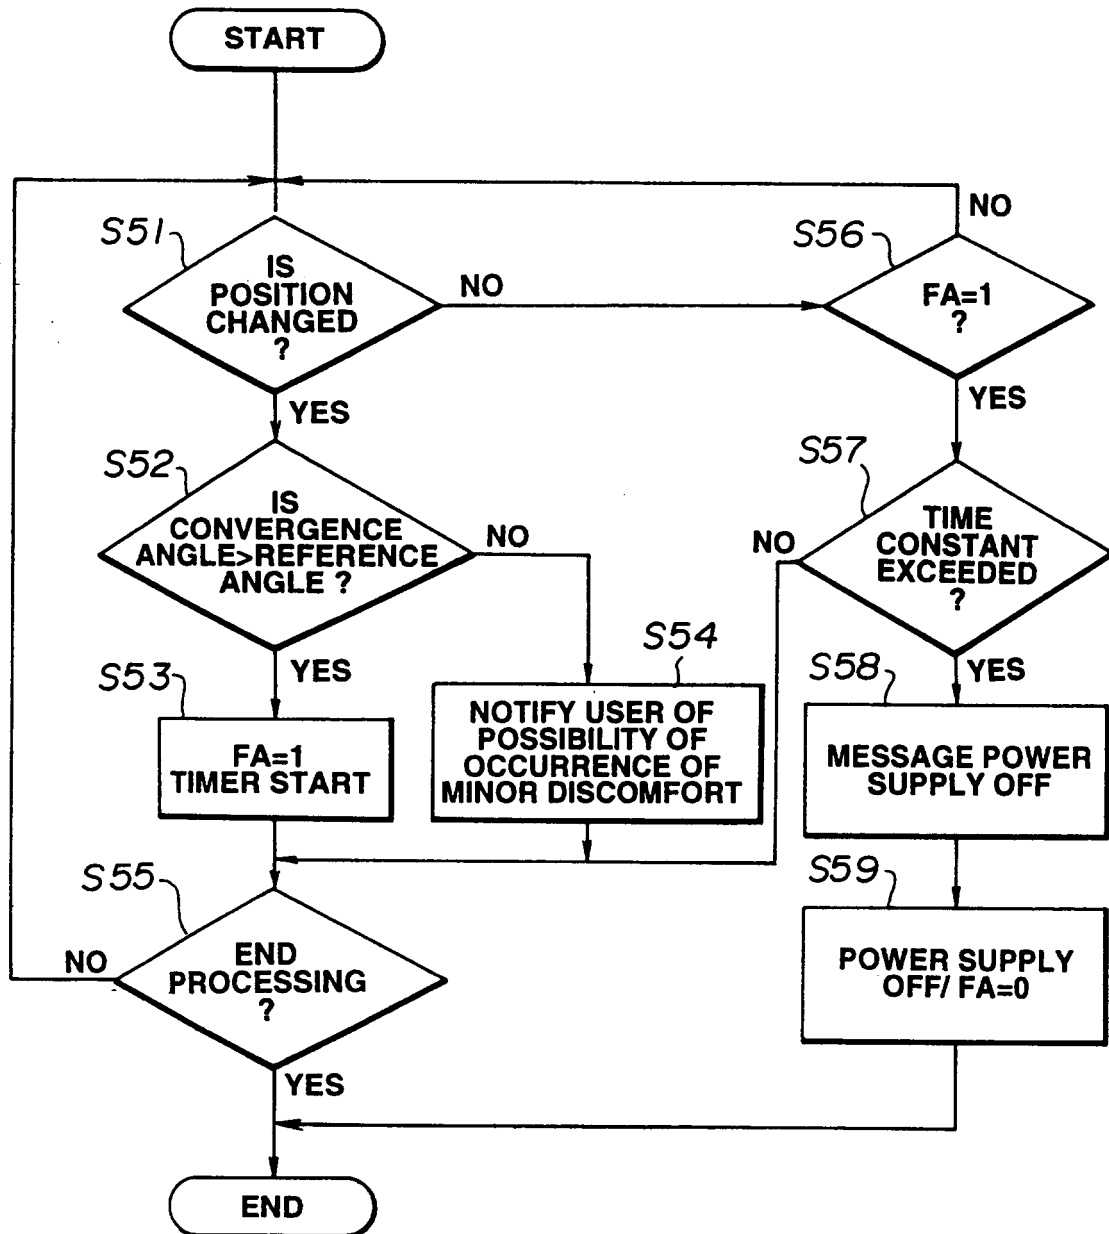 START
S51
IS
POSITION
CHANGED
?
NO
YES
S56
FA=1
?
NO
YES
S52
IS
CONVERGENCE
ANGLE>REFERENCE
ANGLE ?
NO
YES
S57
TIME
CONSTANT
EXCEEDED
?
NO
YES
S53
FA=1
TIMER START
S54
NOTIFY USER OF
POSSIBILITY OF
OCCURRENCE OF
MINOR DISCOMFORT
S58
MESSAGE POWER
SUPPLY OFF
S55
END
PROCESSING
?
NO
YES
S59
POWER SUPPLY
OFF/ FA=0
END